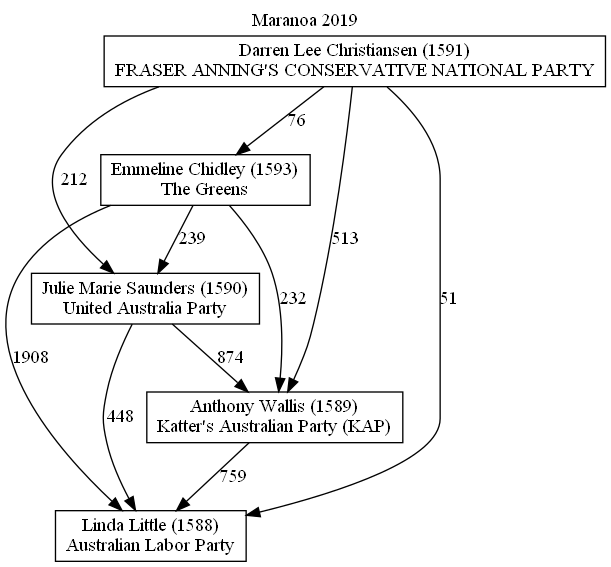 Maranoa 2019
Darren Lee Christiansen (1591)
FRASER ANNING'S CONSERVATIVE NATIONAL PARTY
76
Emmeline Chidley (1593)
The Greens
212
239
513
232
51
Julie Marie Saunders (1590)
United Australia Party
1908
874
448
Anthony Wallis (1589)
Katter's Australian Party (KAP)
759
Linda Little (1588)
Australian Labor Party